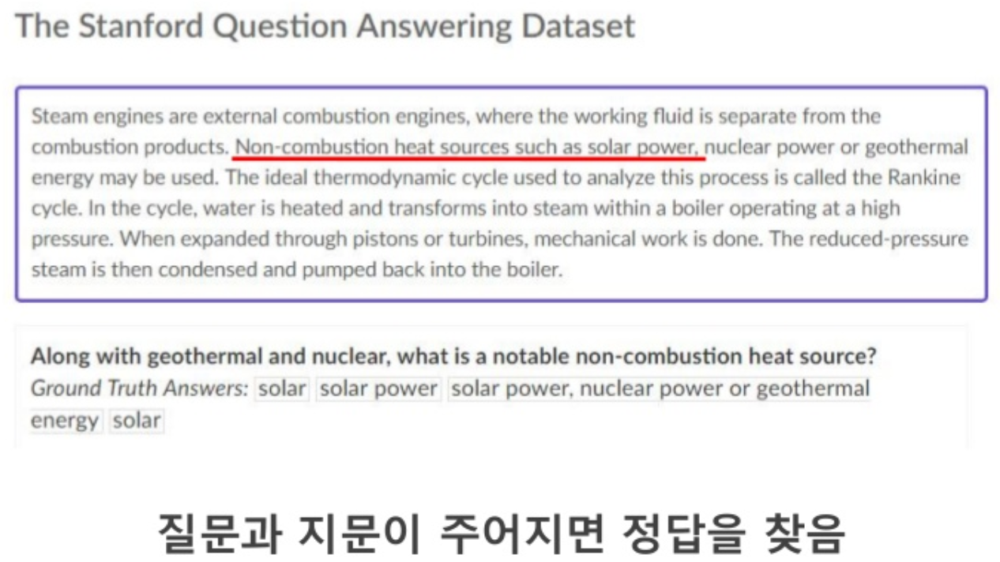 The Stanford Question Answering Dataset
Steam engines are external combustion engines, where the working fluid is separate from the
combustion products. Non-combustion heat sources such as solar power, nuclear power or geothermal
energy may be used. The ideal thermodynamic cycle used to analyze this process is called the Rankine
cycle. In the cycle, water is heated and transforms into steam within a boiler operating at a high
pressure. When expanded through pistons or turbines, mechanical work is done. The reduced-pressure
steam is then condensed and pumped back into the boiler.
Along with geothermal and nuclear, what is a notable non-combustion heat source?
Ground Truth Answers: solar solar power solar power, nuclear power or geothermal
energy solar
질문과 지문이 주어지면 정답을 찾음